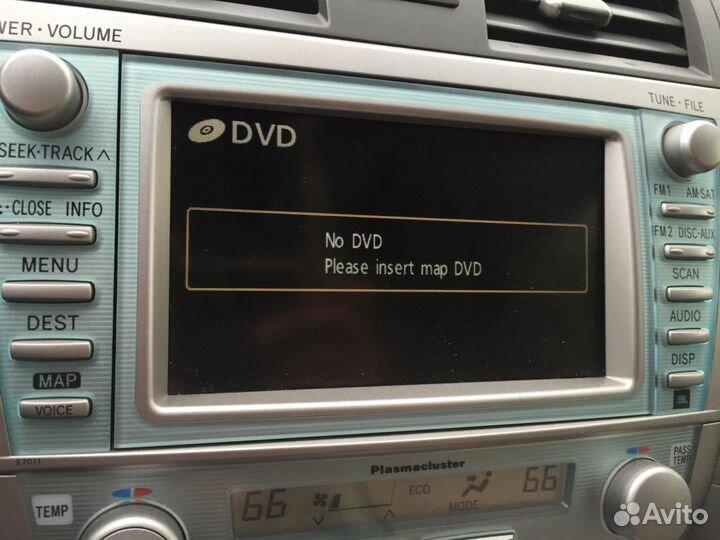 WER · VOLUME
TUNE · FILE
DVD
SEEK·TRACK ∧
FM1 AM·SAT
·CLOSE INFO
No DVD
Please insert map DVD
FM2 DISC·AUX
MENU
SCAN
DEST
AUDIO
MAP
DISP
VOICE
JBL
E7011
Plasmacluster
PASS
TEMP
TEMP
66
ECO
MODE
66
Avito